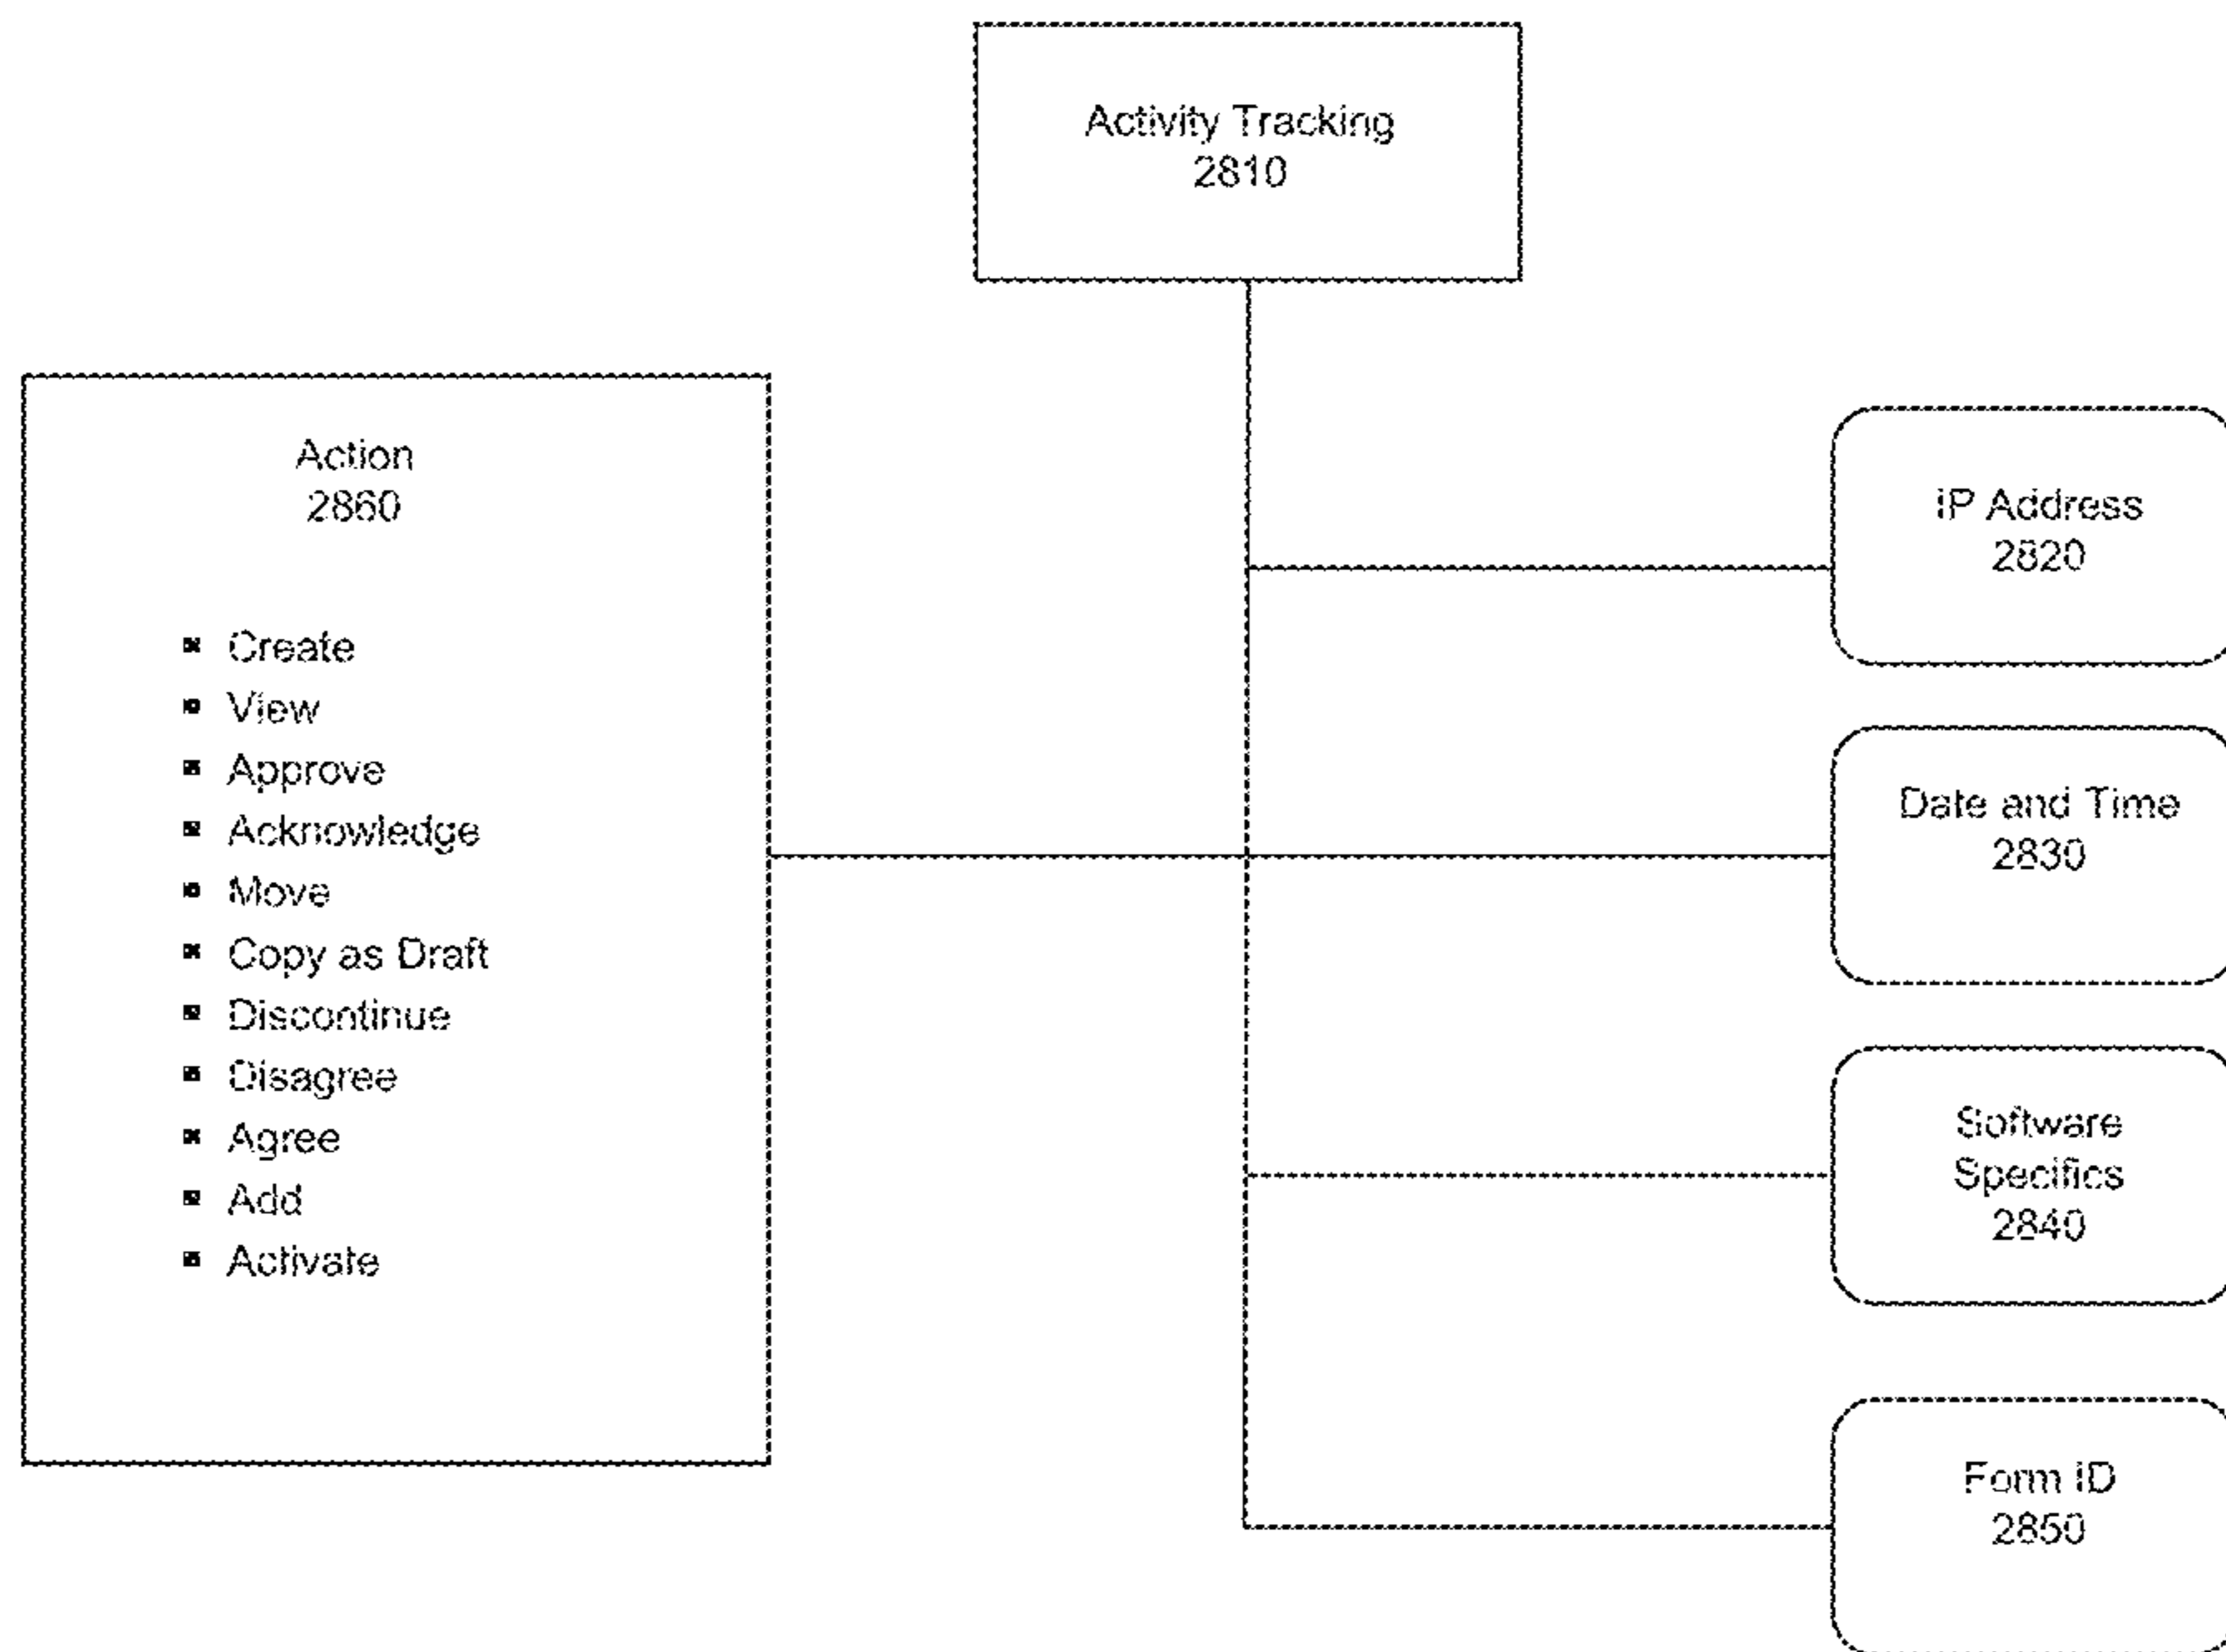 Activity Tracking
2810
Action
2860
▪ Create
▪ View
▪ Approve
▪ Acknowledge
▪ Move
▪ Copy as Draft
▪ Discontinue
▪ Disagree
▪ Agree
▪ Add
▪ Activate
IP Address
2820
Date and Time
2830
Software
Specifics
2840
Form ID
2850